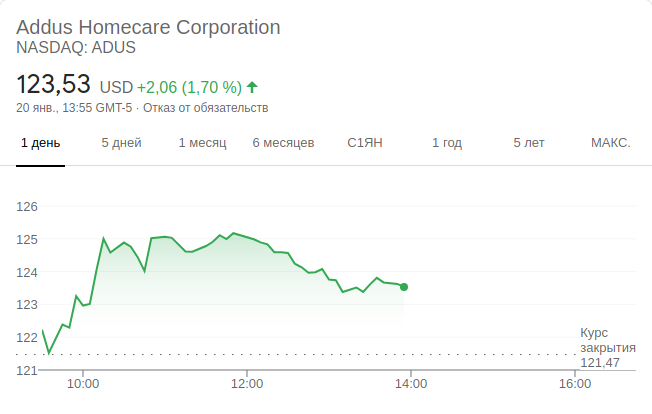 Addus Homecare Corporation
NASDAQ: ADUS
123,53 USD +2,06 (1,70 %)
20 янв., 13:55 GMT-5 · Отказ от обязательств
1 день 5 дней 1 месяц 6 месяцев С1ЯН 1 год 5 лет МАКС.
126
125
124
123
122
Курс
закрытия
121,47
121
10:00 12:00 14:00 16:00